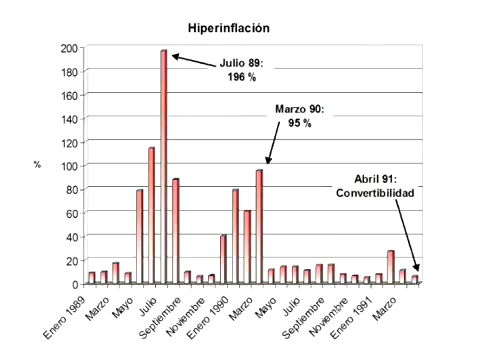 Hiperinflación
200
180
160
140
120
100
80
60
40
20
0
%
Julio 89:
196 %
Marzo 90:
95 %
Abril 91:
Convertibilidad
Enero 1989
Marzo
Mayo
Julio
Septiembre
Noviembre
Enero 1990
Marzo
Mayo
Julio
Septiembre
Noviembre
Enero 1991
Marzo